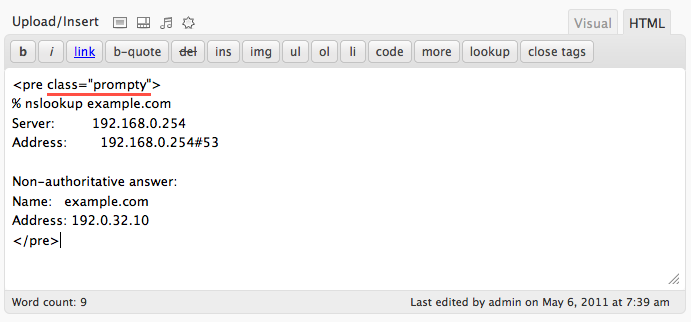 Upload/Insert
Visual HTML
b i link b-quote del ins img ul ol li code more lookup close tags
<pre class="prompty">
% nslookup example.com
Server: 192.168.0.254
Address: 192.168.0.254#53
Non-authoritative answer:
Name: example.com
Address: 192.0.32.10
</pre>
Word count: 9 Last edited by admin on May 6, 2011 at 7:39 am